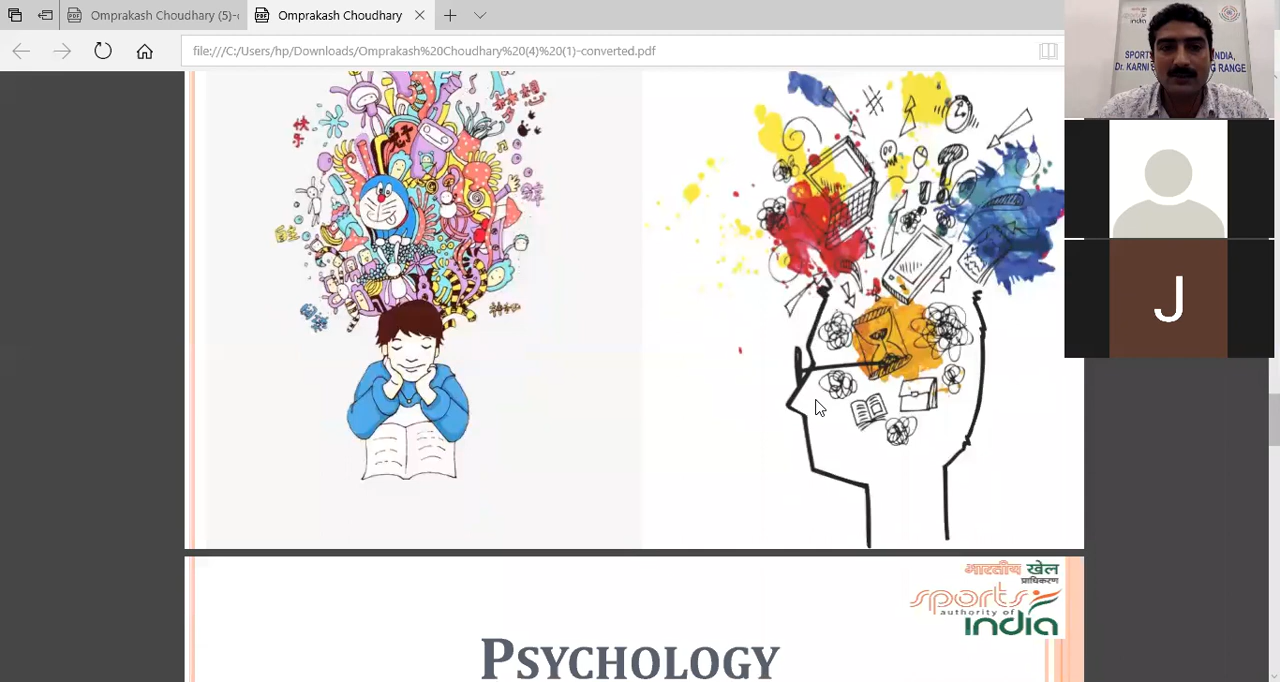 Omprakash Choudhary (5)-c
Omprakash Choudhary
file:///C:/Users/hp/Downloads/Omprakash%20Choudhary%20(4)%20(1)-converted.pdf
SPORTS
INDIA,
Dr. KARNI
RANGE
J
भारतीय खेल
प्राधिकरण
sports
authority of
india
PSYCHOLOGY